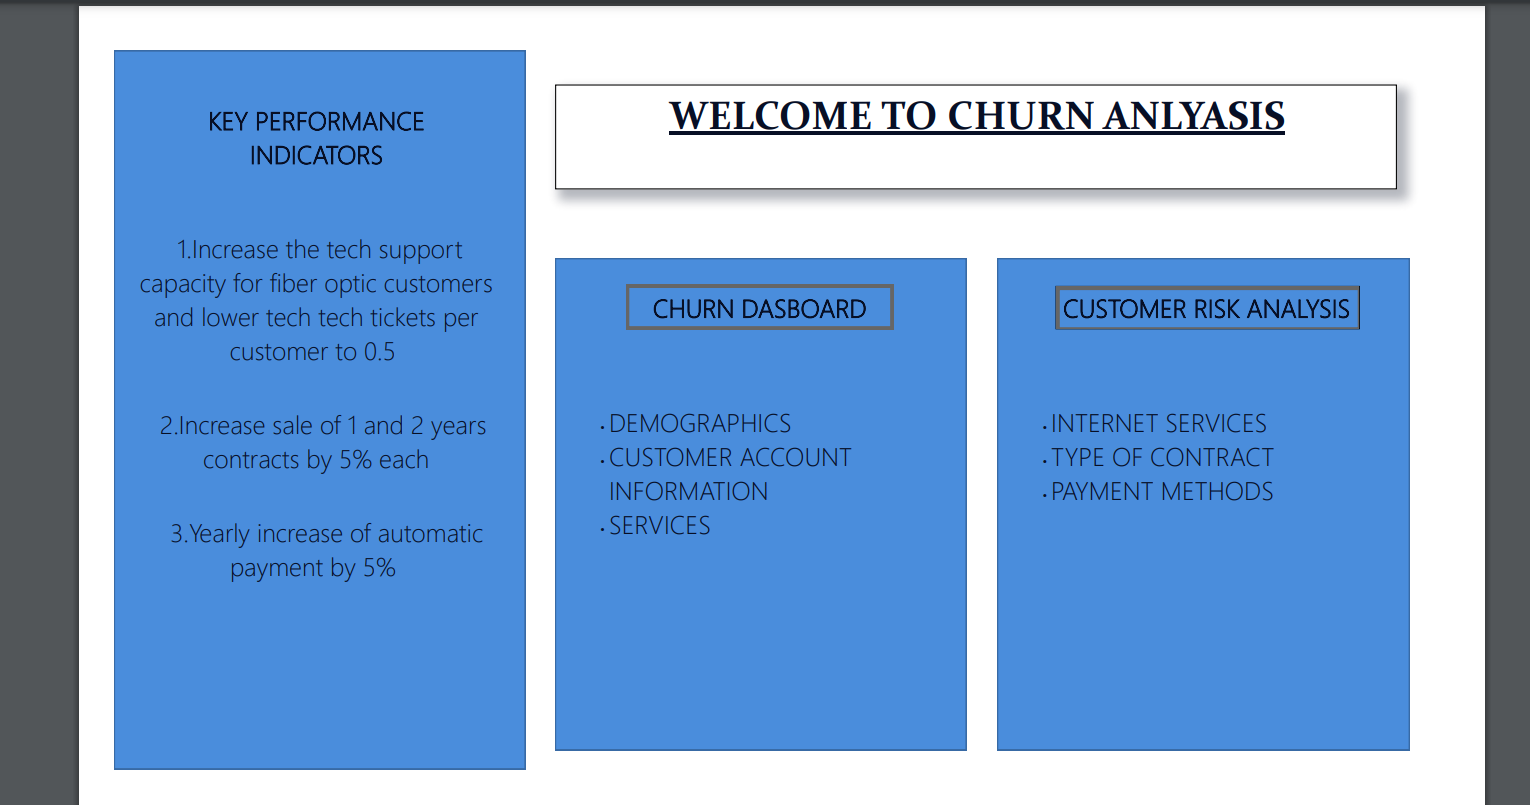 KEY PERFORMANCE
INDICATORS
1.Increase the tech support
capacity for fiber optic customers
and lower tech tech tickets per
customer to 0.5
2.Increase sale of 1 and 2 years
contracts by 5% each
3.Yearly increase of automatic
payment by 5%
WELCOME TO CHURN ANLYASIS
CHURN DASBOARD
• DEMOGRAPHICS
• CUSTOMER ACCOUNT
INFORMATION
• SERVICES
CUSTOMER RISK ANALYSIS
• INTERNET SERVICES
• TYPE OF CONTRACT
• PAYMENT METHODS